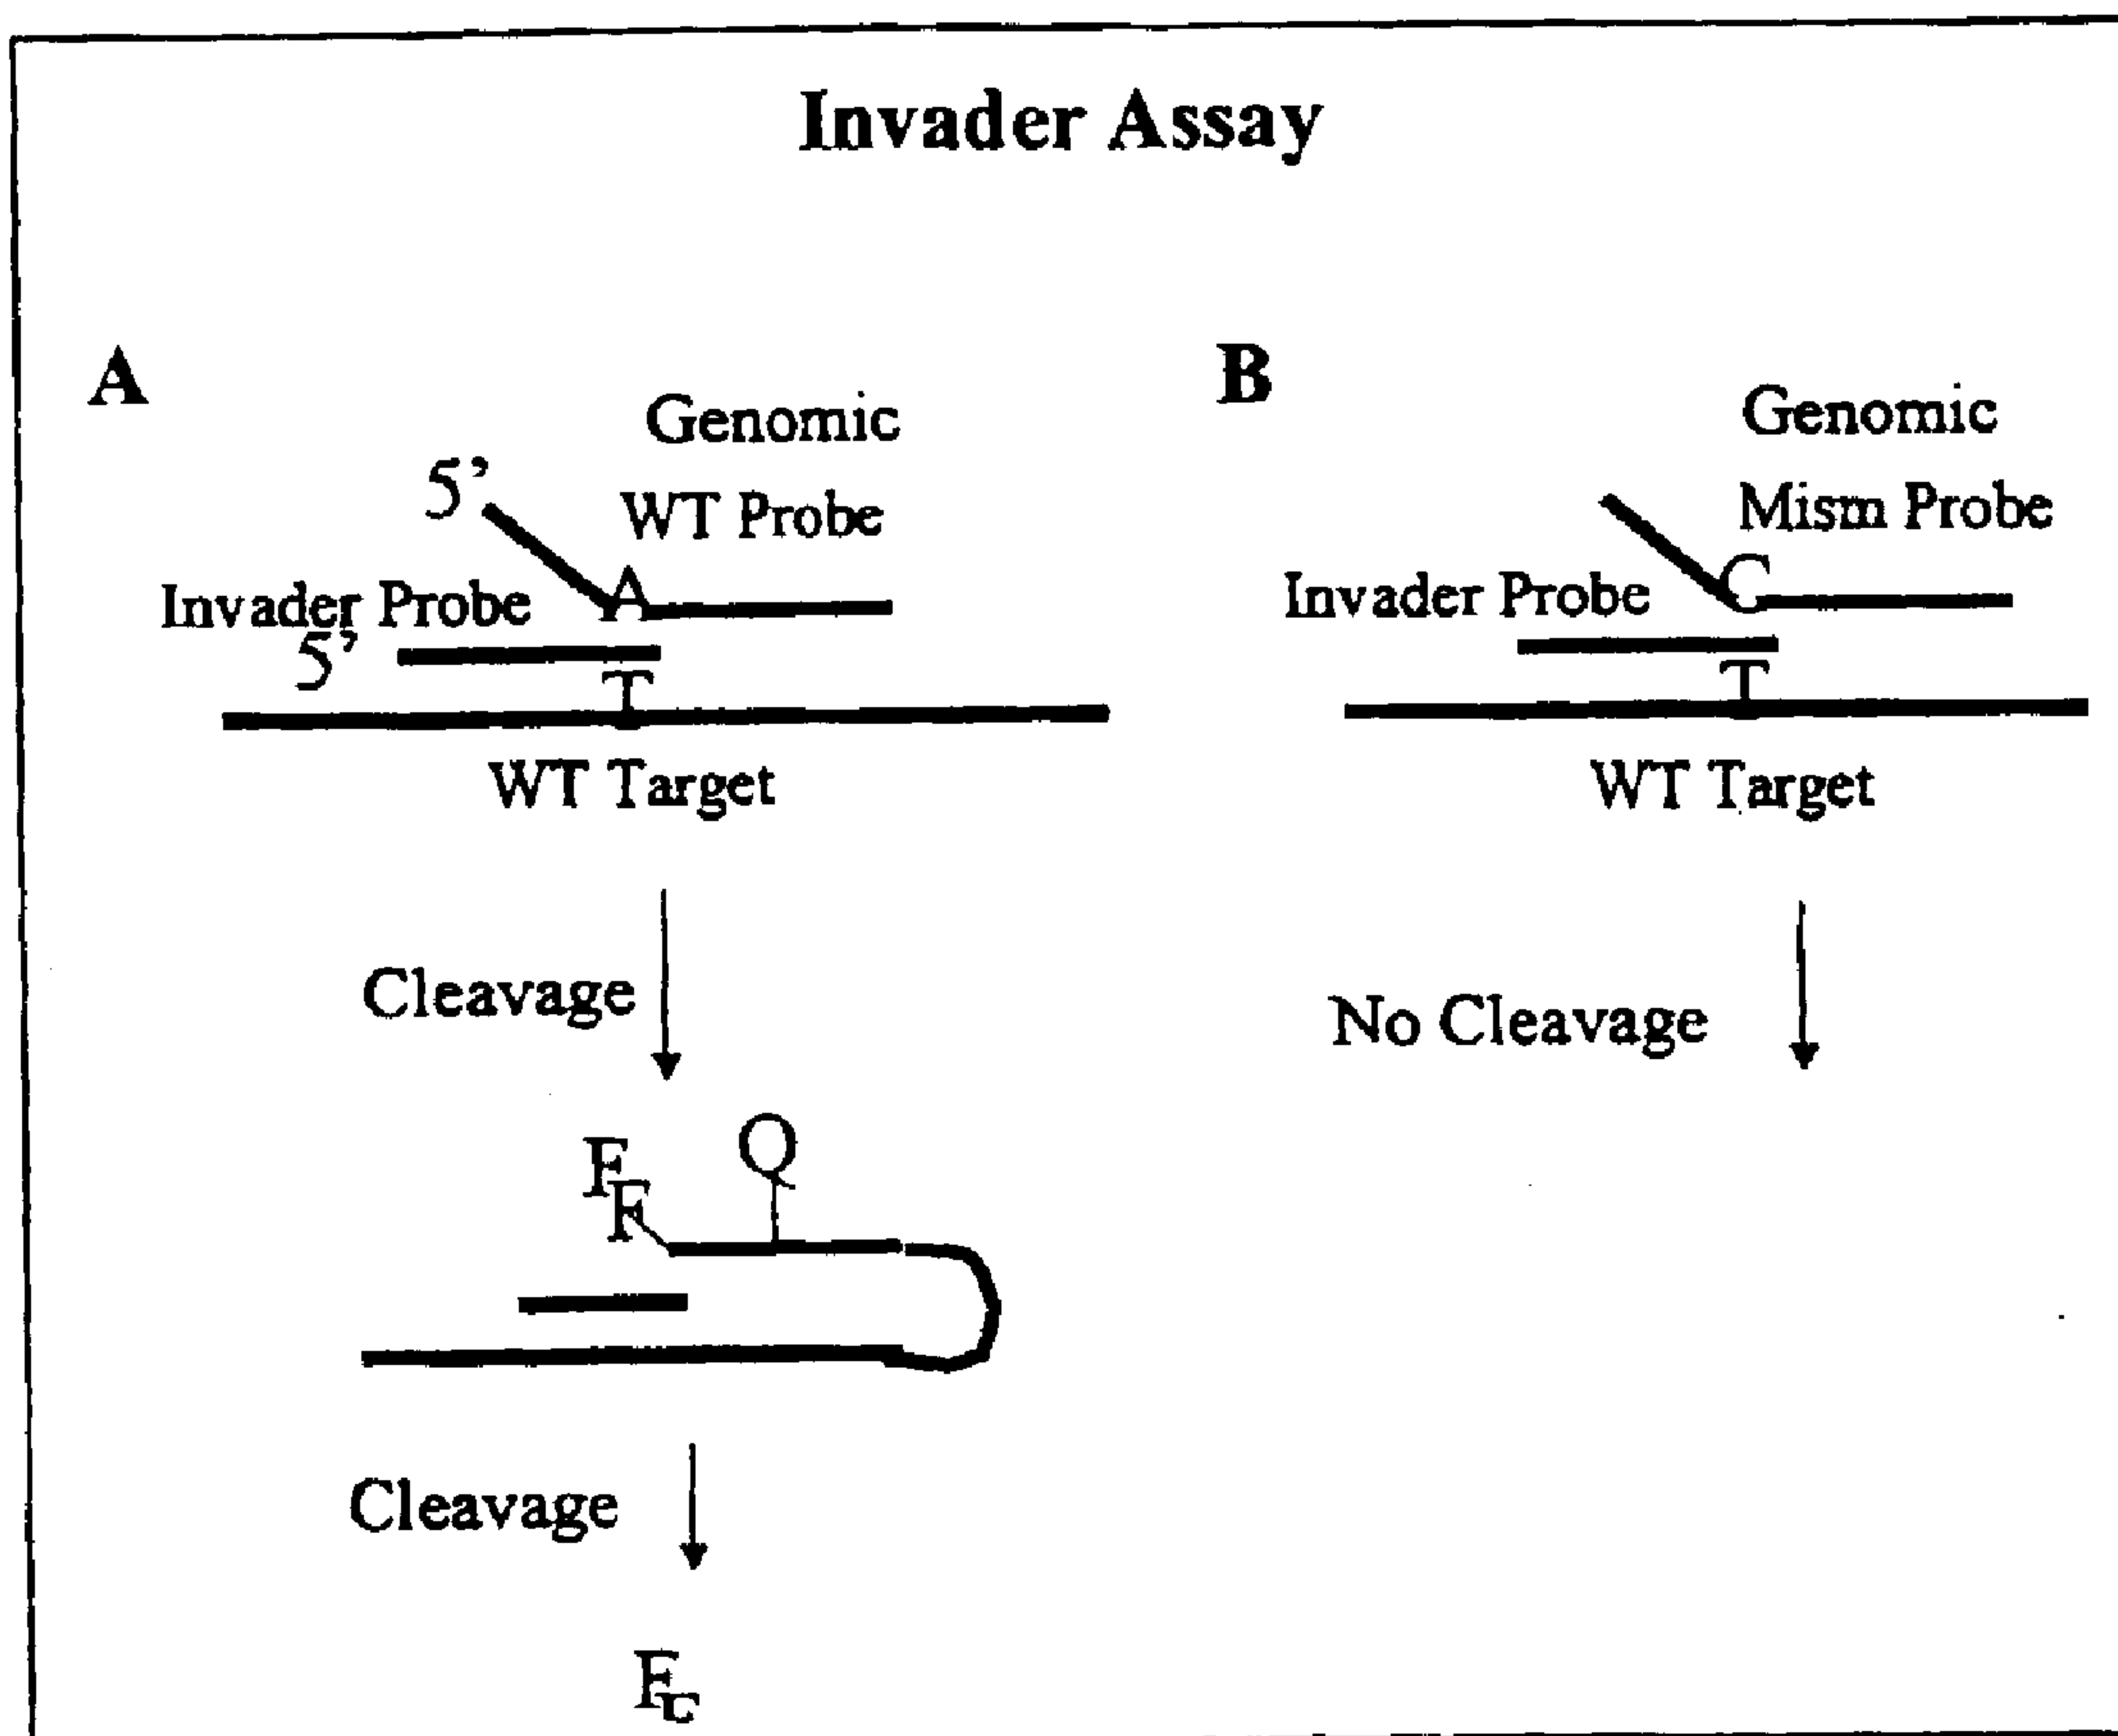 Invader Assay
A
Genomic
WT Probe
5’
A
Invader Probe
5’
T
WT Target
Cleavage
F
F
Q
Cleavage
F
B
Genomic
Mism Probe
C
Invader Probe
T
WT Target
No Cleavage